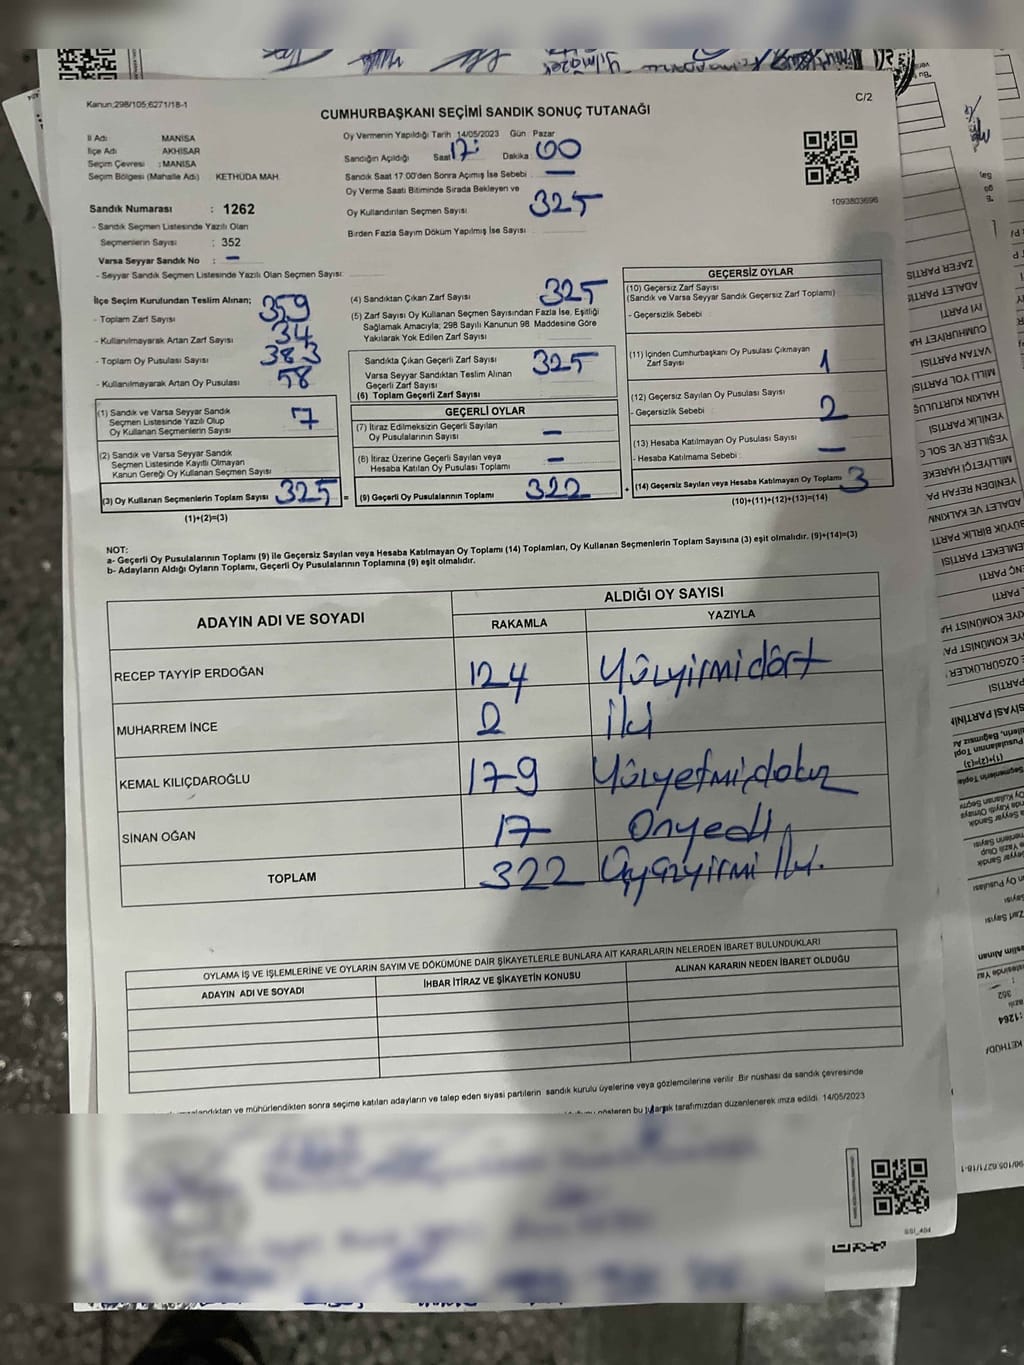 Kanun;298/105;6271/18-1
C/2
CUMHURBAŞKANI SEÇİMİ SANDIK SONUÇ TUTANAĞI
İl Adı MANİSA
İlçe Adı AKHİSAR
Seçim Çevresi : MANİSA
Seçim Bölgesi (Mahalle Adı) KETHÜDA MAH.
Sandık Numarası : 1262
- Sandık Seçmen Listesinde Yazılı Olan
Seçmenlerin Sayısı : 352
Varsa Seyyar Sandık No : –
- Seyyar Sandık Seçmen Listesinde Yazılı Olan Seçmen Sayısı:
Oy Vermenin Yapıldığı Tarih 14/05/2023 Gün : Pazar
Sandığın Açıldığı Saat 17: Dakika 00
Sandık Saat 17:00'den Sonra Açımış İse Sebebi –
Oy Verme Saati Bitiminde Sırada Bekleyen ve
Oy Kullandırılan Seçmen Sayısı 325
Birden Fazla Sayım Döküm Yapılmış İse Sayısı
1093803696
İlçe Seçim Kurulundan Teslim Alınan;
- Toplam Zarf Sayısı 359
- Kullanılmayarak Artan Zarf Sayısı 34
- Toplam Oy Pusulası Sayısı 383
- Kullanılmayarak Artan Oy Pusulası 58
(1) Sandık ve Varsa Seyyar Sandık
Seçmen Listesinde Yazılı Olup
Oy Kullanan Seçmenlerin Sayısı 7
(2) Sandık ve Varsa Seyyar Sandık
Seçmen Listesinde Kayıtlı Olmayan
Kanun Gereği Oy Kullanan Seçmen Sayısı
(3) Oy Kullanan Seçmenlerin Toplam Sayısı 325 =
(1)+(2)=(3)
(4) Sandıktan Çıkan Zarf Sayısı 325
(5) Zarf Sayısı Oy Kullanan Seçmen Sayısından Fazla İse, Eşitliği
Sağlamak Amacıyla; 298 Sayılı Kanunun 98. Maddesine Göre
Yakılarak Yok Edilen Zarf Sayısı
Sandıkta Çıkan Geçerli Zarf Sayısı 325
Varsa Seyyar Sandıktan Teslim Alınan
Geçerli Zarf Sayısı
(6) Toplam Geçerli Zarf Sayısı
GEÇERLİ OYLAR
(7) İtiraz Edilmeksizin Geçerli Sayılan
Oy Pusulalarının Sayısı –
(8) İtiraz Üzerine Geçerli Sayılan veya
Hesaba Katılan Oy Pusulası Toplamı –
(9) Geçerli Oy Pusulalarının Toplamı 322 +
GEÇERSİZ OYLAR
(10) Geçersiz Zarf Sayısı
(Sandık ve Varsa Seyyar Sandık Geçersiz Zarf Toplamı)
- Geçersizlik Sebebi :
(11) İçinden Cumhurbaşkanı Oy Pusulası Çıkmayan
Zarf Sayısı 1
(12) Geçersiz Sayılan Oy Pusulası Sayısı
- Geçersizlik Sebebi : 2
(13) Hesaba Katılmayan Oy Pusulası Sayısı
- Hesaba Katılmama Sebebi : –
(14) Geçersiz Sayılan veya Hesaba Katılmayan Oy Toplamı 3
(10)+(11)+(12)+(13)=(14)
NOT:
a- Geçerli Oy Pusulalarının Toplamı (9) ile Geçersiz Sayılan veya Hesaba Katılmayan Oy Toplamı (14) Toplamları, Oy Kullanan Seçmenlerin Toplam Sayısına (3) eşit olmalıdır. (9)+(14)=(3)
b- Adayların Aldığı Oyların Toplamı, Geçerli Oy Pusulalarının Toplamına (9) eşit olmalıdır.
ADAYIN ADI VE SOYADI
ALDIĞI OY SAYISI
RAKAMLA YAZIYLA
RECEP TAYYİP ERDOĞAN 124 Yüzyirmidört
MUHARREM İNCE 2 İki
KEMAL KILIÇDAROĞLU 179 Yüzyetmişdokuz
SİNAN OĞAN 17 Onyedi
TOPLAM 322 Üçyüzyirmi İki.
OYLAMA İŞ VE İŞLEMLERİNE VE OYLARIN SAYIM VE DÖKÜMÜNE DAİR ŞİKAYETLERLE BUNLARA AİT KARARLARIN NELERDEN İBARET BULUNDUKLARI
ADAYIN ADI VE SOYADI İHBAR İTİRAZ VE ŞİKAYETİN KONUSU ALINAN KARARIN NEDEN İBARET OLDUĞU
ve mühürlendikten sonra seçime katılan adayların ve talep eden siyasi partilerin sandık kurulu üyelerine veya gözlemcilerine verilir. Bir nüshası da sandık çevresinde
gösteren bu tutanak tarafımızdan düzenlenerek imza edildi. 14/05/2023
ZAFER PARTİSİ
ADALET PARTİSİ
İYİ PARTİ
CUMHURİYET HA
VATAN PARTİSİ
MİLLİ YOL PARTİSİ
HALKIN KURTULUŞ
YENİLİK PARTİSİ
YEŞİLLER VE SOL G
MİLLİYETÇİ HAREKE
YENİDEN REFAH PA
ADALET VE KALKINM
BÜYÜK BİRLİK PARTİ
MEMLEKET PARTİSİ
GENÇ PARTİ
:1264
352